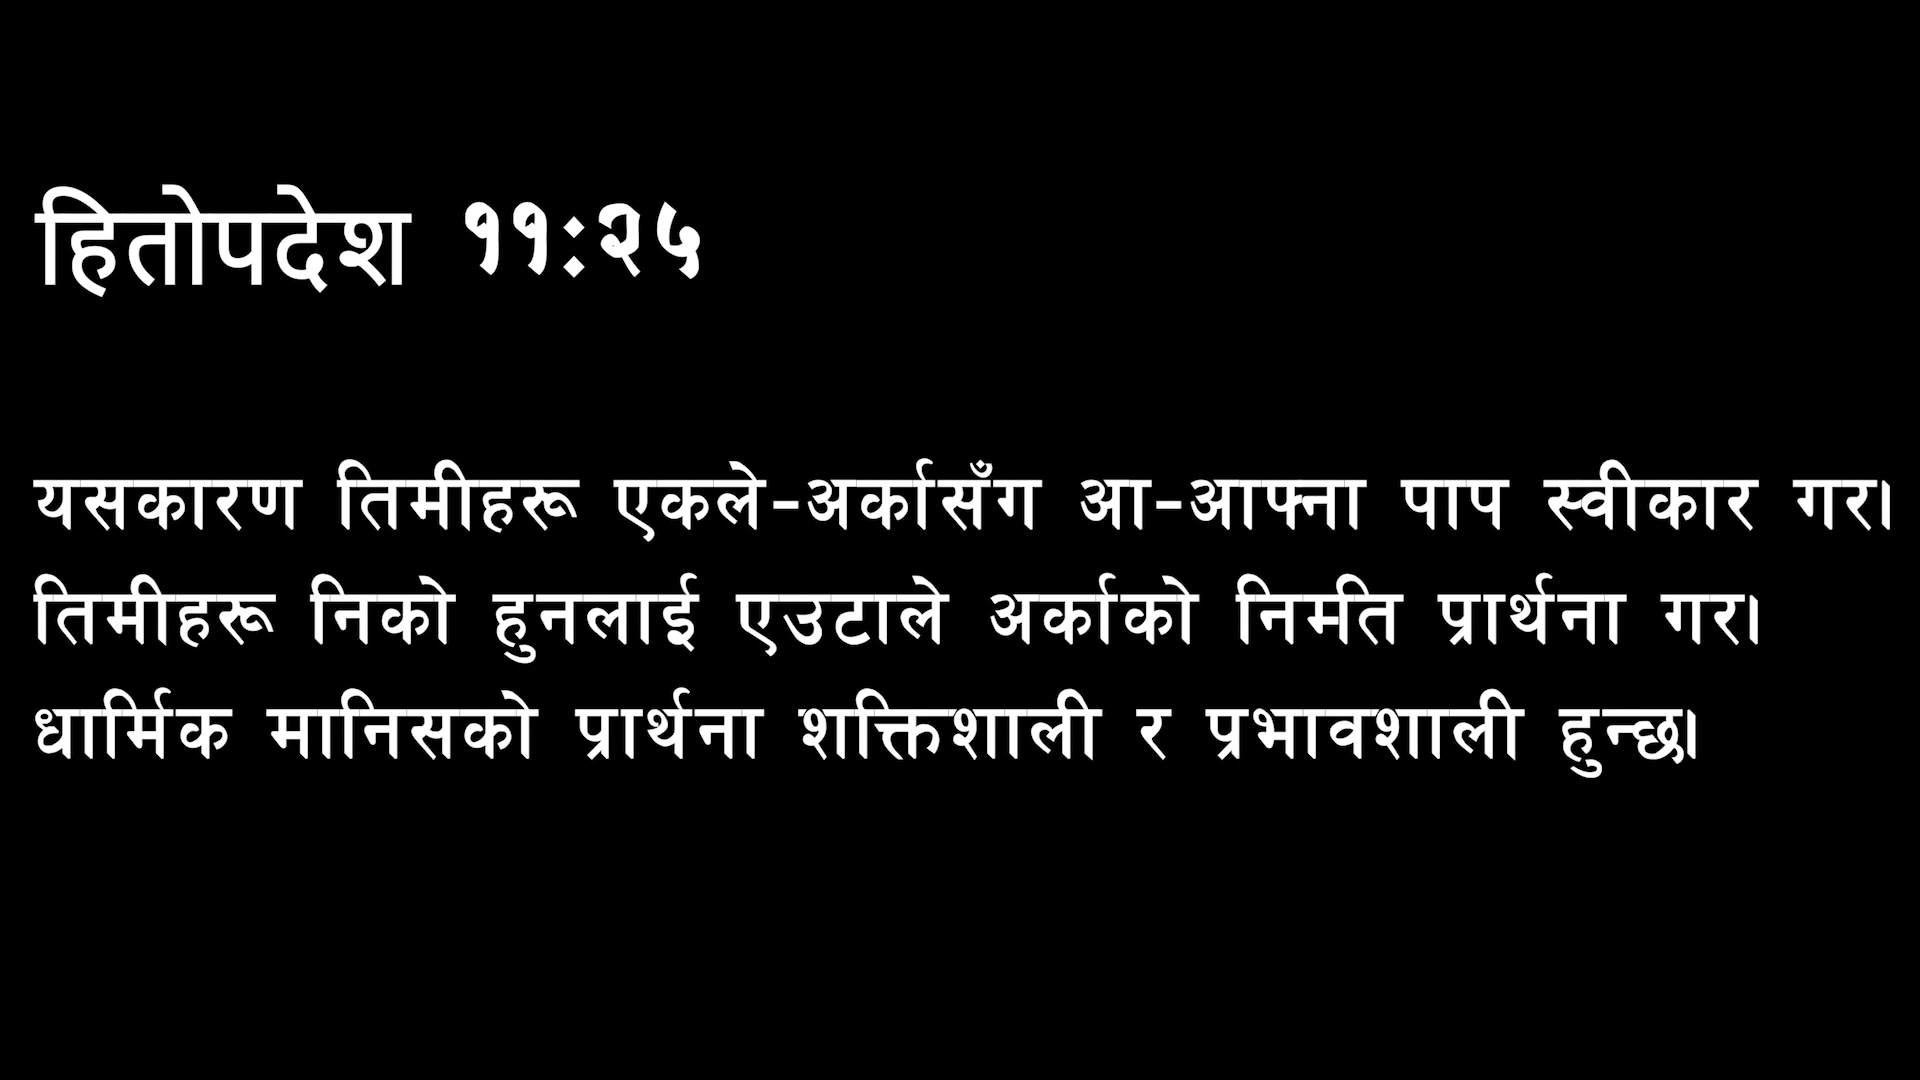 हितोपदेश ११:२५
यसकारण तिमीहरू एकले-अर्कासँग आ-आफ्ना पाप स्वीकार गर।
तिमीहरू निको हुनलाई एउटाले अर्काको निर्मति प्रार्थना गर।
धार्मिक मानिसको प्रार्थना शक्तिशाली र प्रभावशाली हुन्छ।